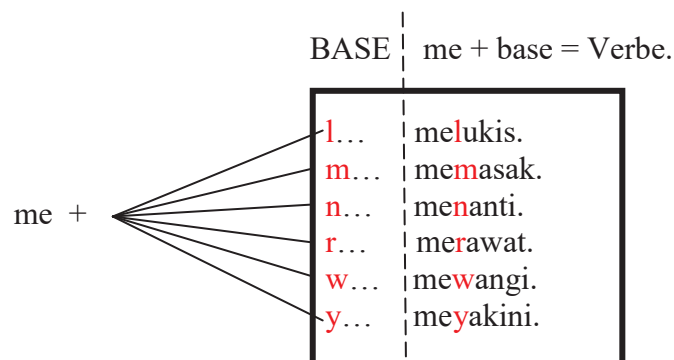 BASE me + base = Verbe.
l… melukis.
m… memasak.
n… menanti.
me + r… merawat.
w… mewangi.
y… meyakini.